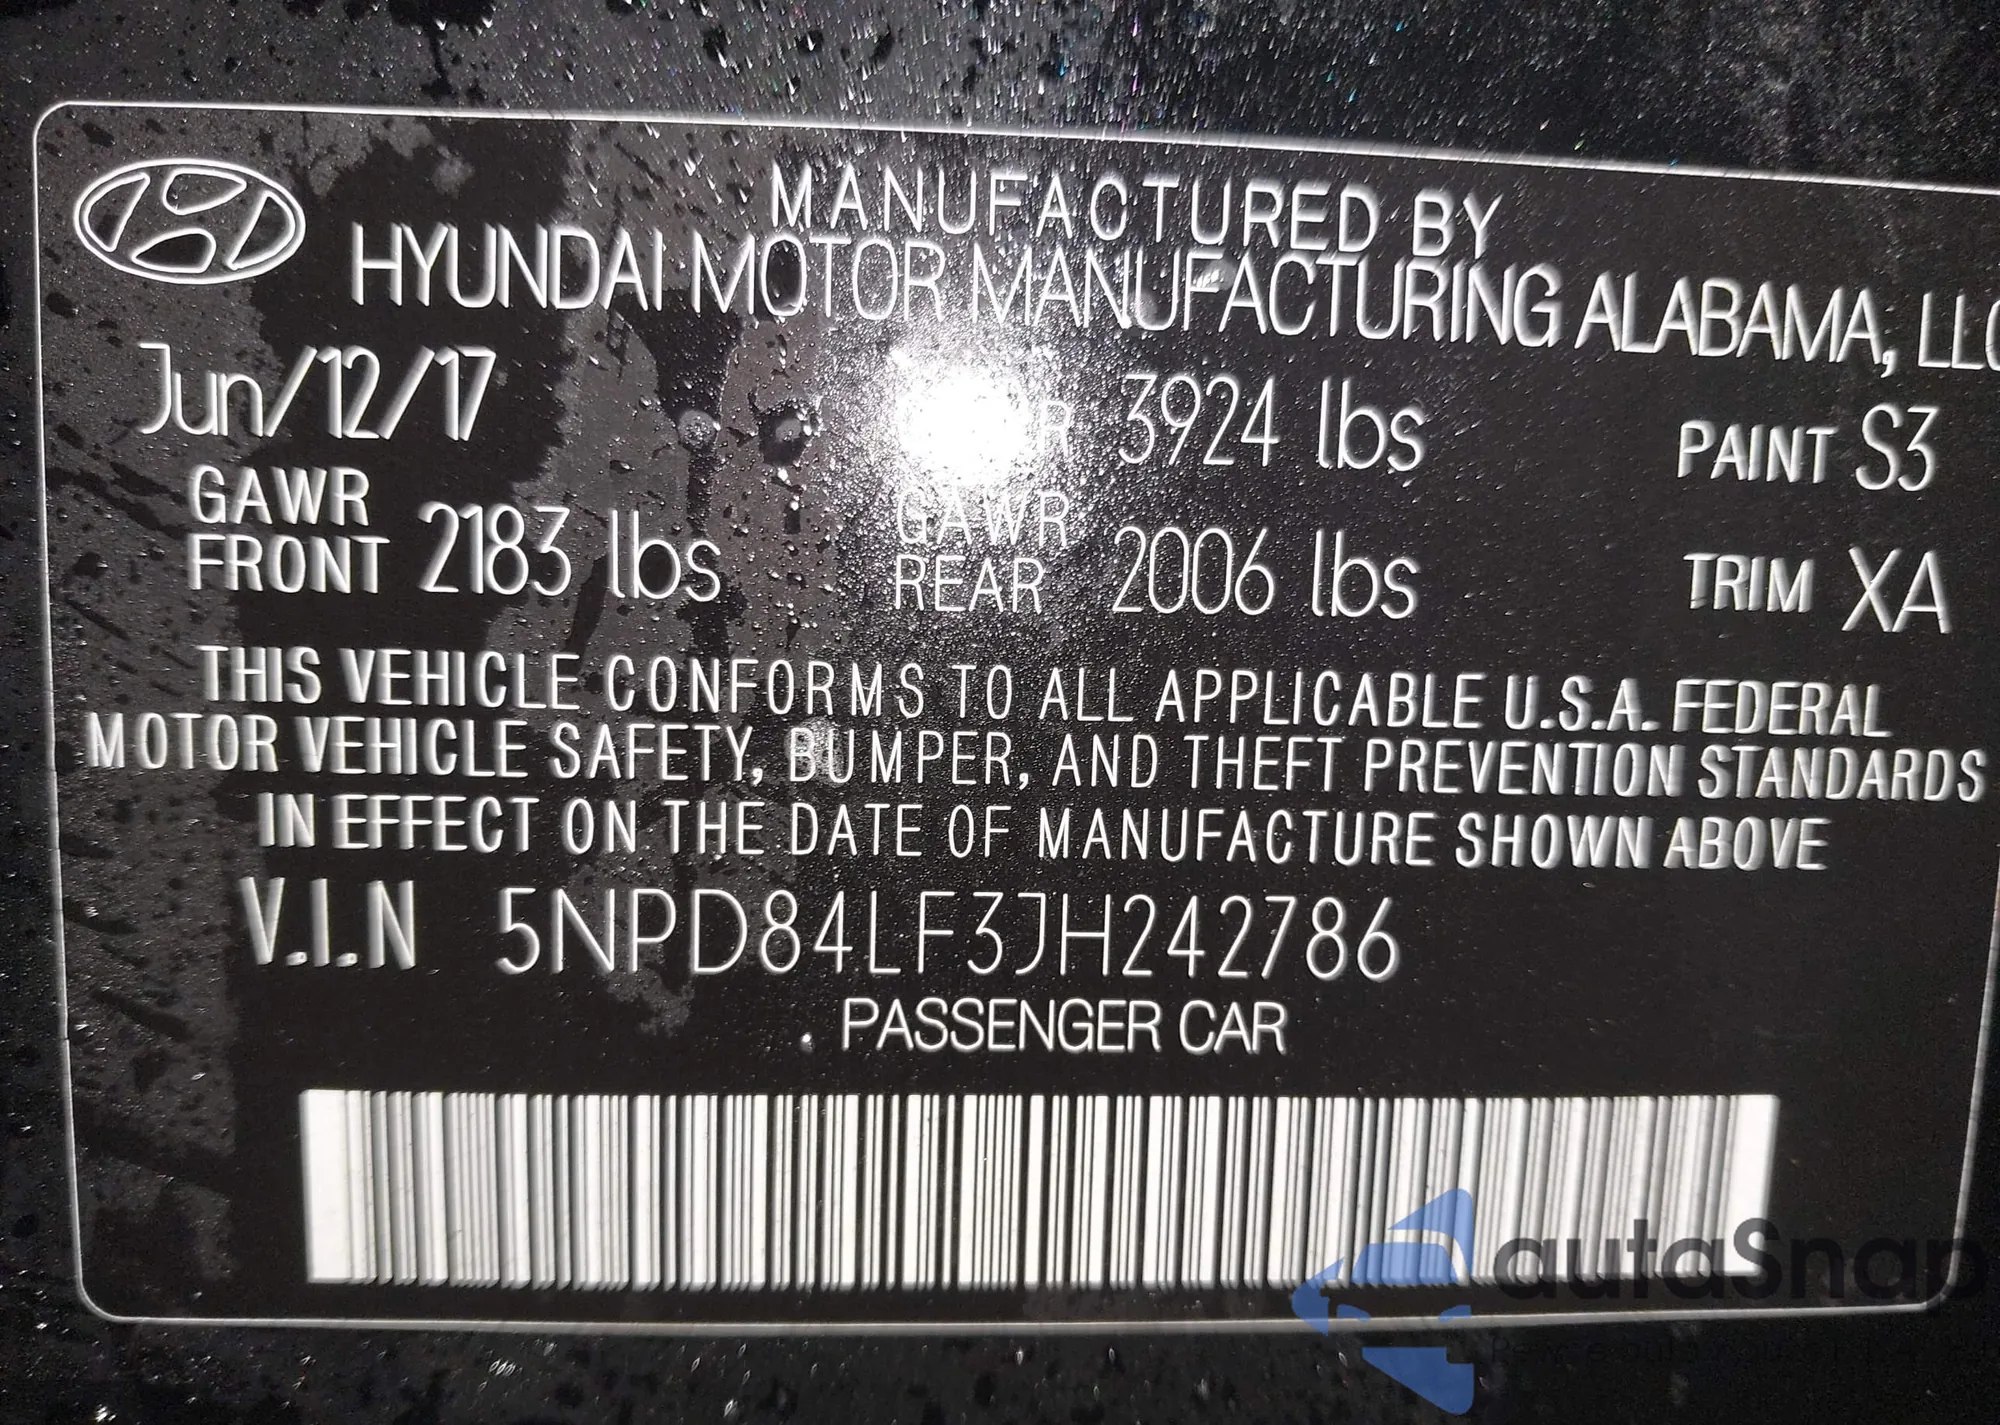 MANUFACTURED BY
HYUNDAI MOTOR MANUFACTURING ALABAMA, LLC
Jun/12/17 3924 lbs PAINT S3
GAWR FRONT 2183 lbs GAWR REAR 2006 lbs TRIM XA
THIS VEHICLE CONFORMS TO ALL APPLICABLE U.S.A. FEDERAL
MOTOR VEHICLE SAFETY, BUMPER, AND THEFT PREVENTION STANDARDS
IN EFFECT ON THE DATE OF MANUFACTURE SHOWN ABOVE
V.I.N 5NPD84LF3JH242786
PASSENGER CAR
autaSnap